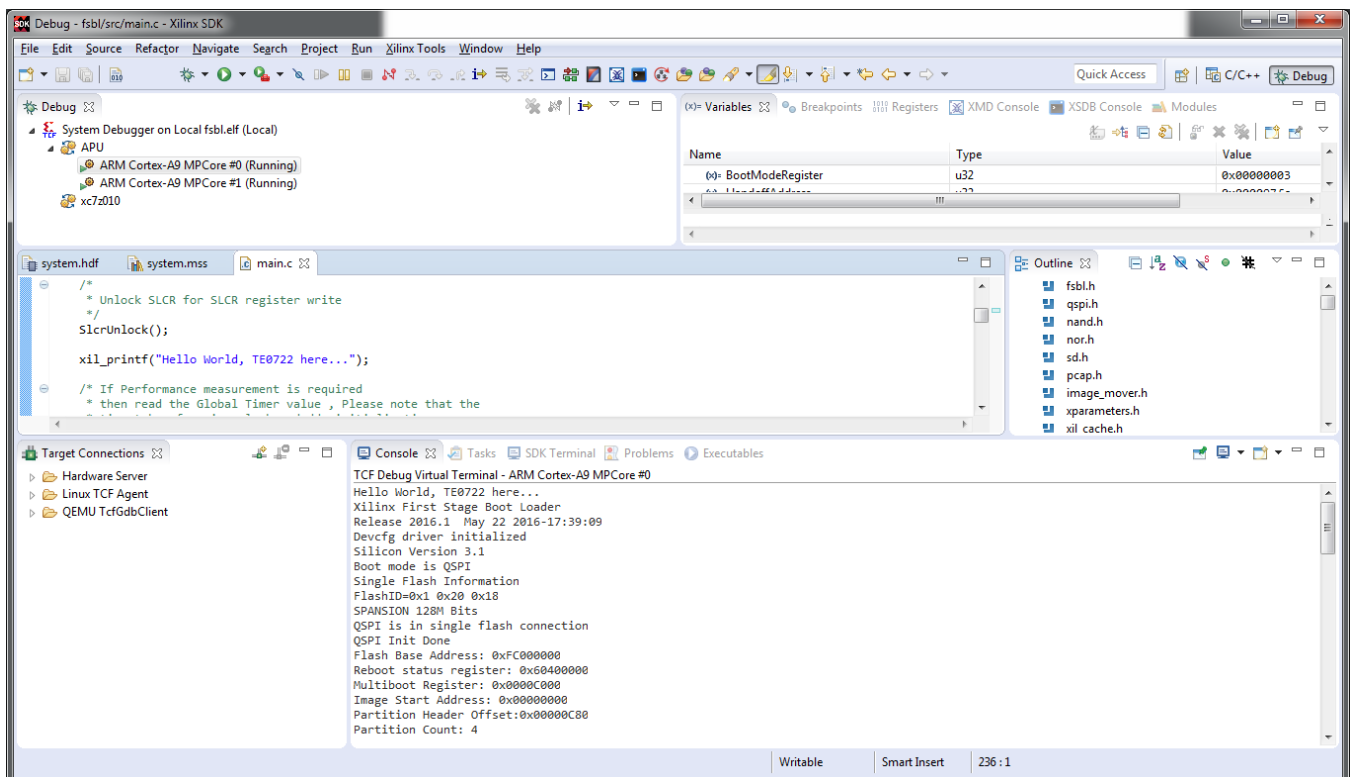 SDK Debug - fsbl/src/main.c - Xilinx SDK
File Edit Source Refactor Navigate Search Project Run Xilinx Tools Window Help
Quick Access C/C++ Debug
Debug
System Debugger on Local fsbl.elf (Local)
APU
ARM Cortex-A9 MPCore #0 (Running)
ARM Cortex-A9 MPCore #1 (Running)
xc7z010
(x)= Variables Breakpoints Registers XMD Console XSDB Console Modules
Name Type Value
(x)= BootModeRegister u32 0x00000003
system.hdf system.mss main.c
/*
* Unlock SLCR for SLCR register write
*/
SlcrUnlock();
xil_printf("Hello World, TE0722 here...");
/* If Performance measurement is required
* then read the Global Timer value , Please note that the
Outline
fsbl.h
qspi.h
nand.h
nor.h
sd.h
pcap.h
image_mover.h
xparameters.h
xil_cache.h
Target Connections
Hardware Server
Linux TCF Agent
QEMU TcfGdbClient
Console Tasks SDK Terminal Problems Executables
TCF Debug Virtual Terminal - ARM Cortex-A9 MPCore #0
Hello World, TE0722 here...
Xilinx First Stage Boot Loader
Release 2016.1 May 22 2016-17:39:09
Devcfg driver initialized
Silicon Version 3.1
Boot mode is QSPI
Single Flash Information
FlashID=0x1 0x20 0x18
SPANSION 128M Bits
QSPI is in single flash connection
QSPI Init Done
Flash Base Address: 0xFC000000
Reboot status register: 0x60400000
Multiboot Register: 0x0000C000
Image Start Address: 0x00000000
Partition Header Offset:0x00000C80
Partition Count: 4
Writable Smart Insert 236 : 1